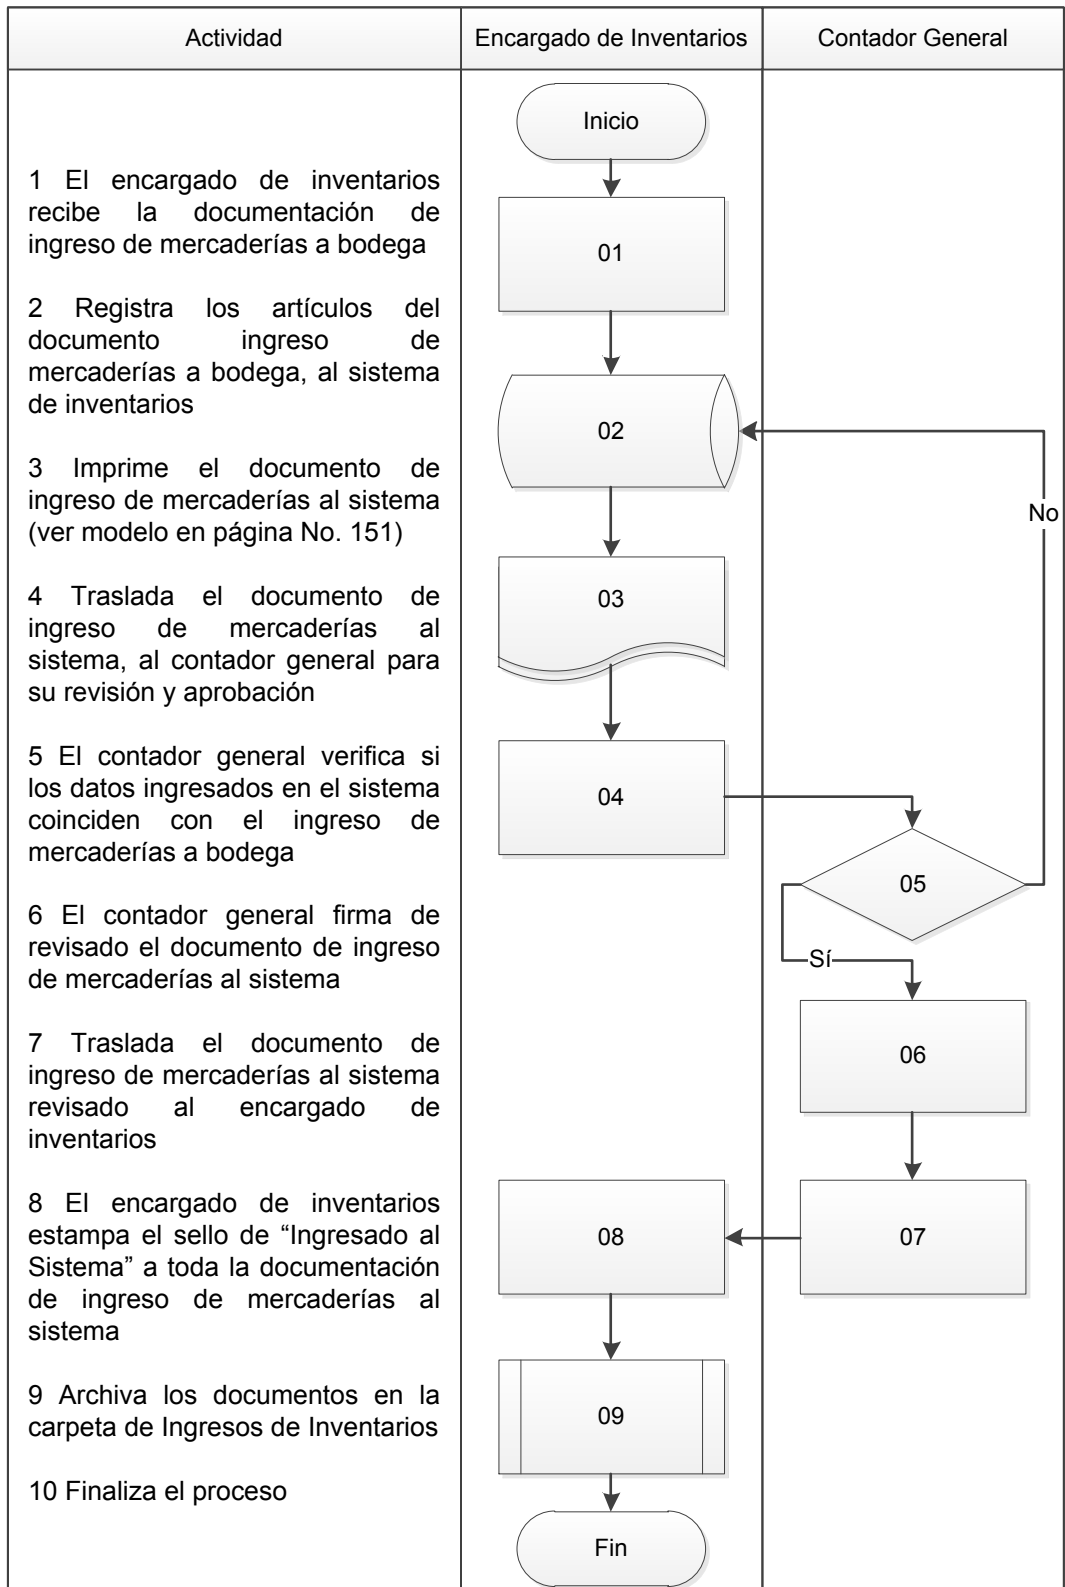 Actividad
Encargado de Inventarios
Contador General
1 El encargado de inventarios
recibe la documentación de
ingreso de mercaderías a bodega
2 Registra los artículos del
documento ingreso de
mercaderías a bodega, al sistema
de inventarios
3 Imprime el documento de
ingreso de mercaderías al sistema
(ver modelo en página No. 151)
4 Traslada el documento de
ingreso de mercaderías al
sistema, al contador general para
su revisión y aprobación
5 El contador general verifica si
los datos ingresados en el sistema
coinciden con el ingreso de
mercaderías a bodega
6 El contador general firma de
revisado el documento de ingreso
de mercaderías al sistema
7 Traslada el documento de
ingreso de mercaderías al sistema
revisado al encargado de
inventarios
8 El encargado de inventarios
estampa el sello de “Ingresado al
Sistema” a toda la documentación
de ingreso de mercaderías al
sistema
9 Archiva los documentos en la
carpeta de Ingresos de Inventarios
10 Finaliza el proceso
Inicio
01
02
No
03
04
05
Sí
06
07
08
09
Fin